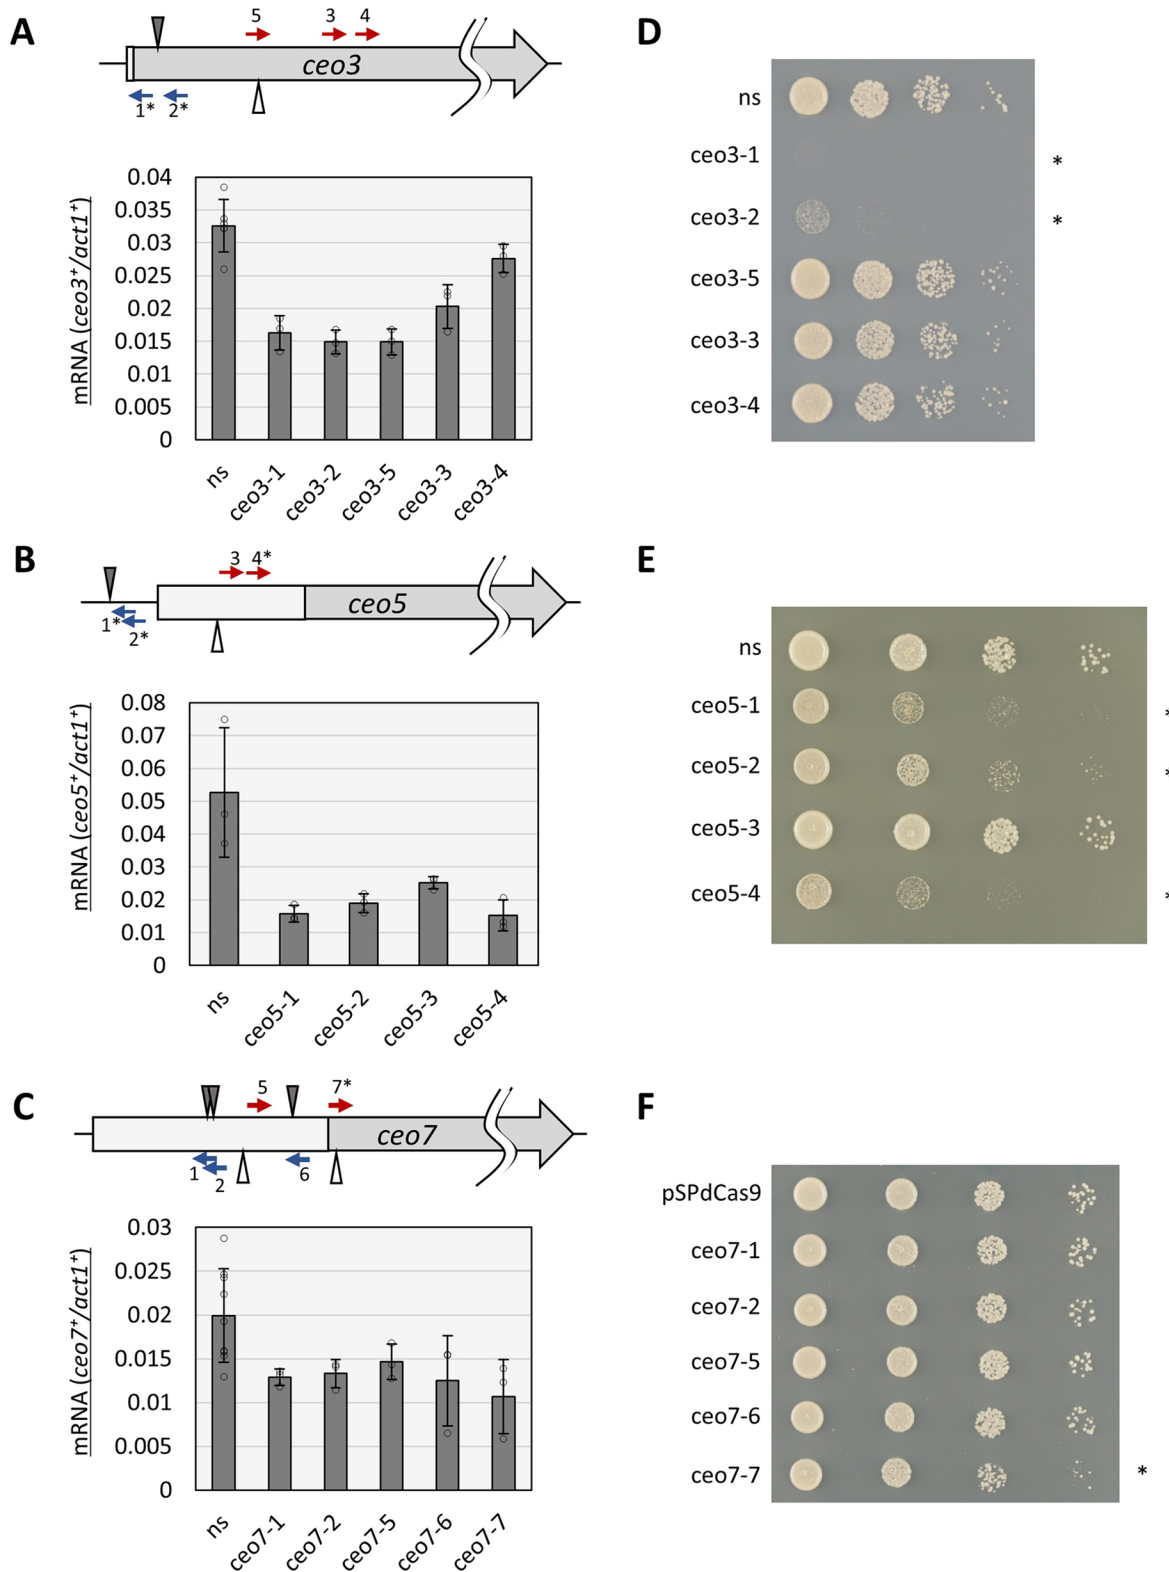 A
5 3 4
ceo3
1* 2*
mRNA (ceo3⁺/act1⁺)
0.04
0.035
0.03
0.025
0.02
0.015
0.01
0.005
0
ns ceo3-1 ceo3-2 ceo3-5 ceo3-3 ceo3-4
D
ns
ceo3-1 *
ceo3-2 *
ceo3-5
ceo3-3
ceo3-4
B
3 4*
ceo5
1* 2*
mRNA (ceo5⁺/act1⁺)
0.08
0.07
0.06
0.05
0.04
0.03
0.02
0.01
0
ns ceo5-1 ceo5-2 ceo5-3 ceo5-4
E
ns
ceo5-1 *
ceo5-2 *
ceo5-3
ceo5-4 *
C
5 7*
ceo7
1 2 6
mRNA (ceo7⁺/act1⁺)
0.03
0.025
0.02
0.015
0.01
0.005
0
ns ceo7-1 ceo7-2 ceo7-5 ceo7-6 ceo7-7
F
pSPdCas9
ceo7-1
ceo7-2
ceo7-5
ceo7-6
ceo7-7 *